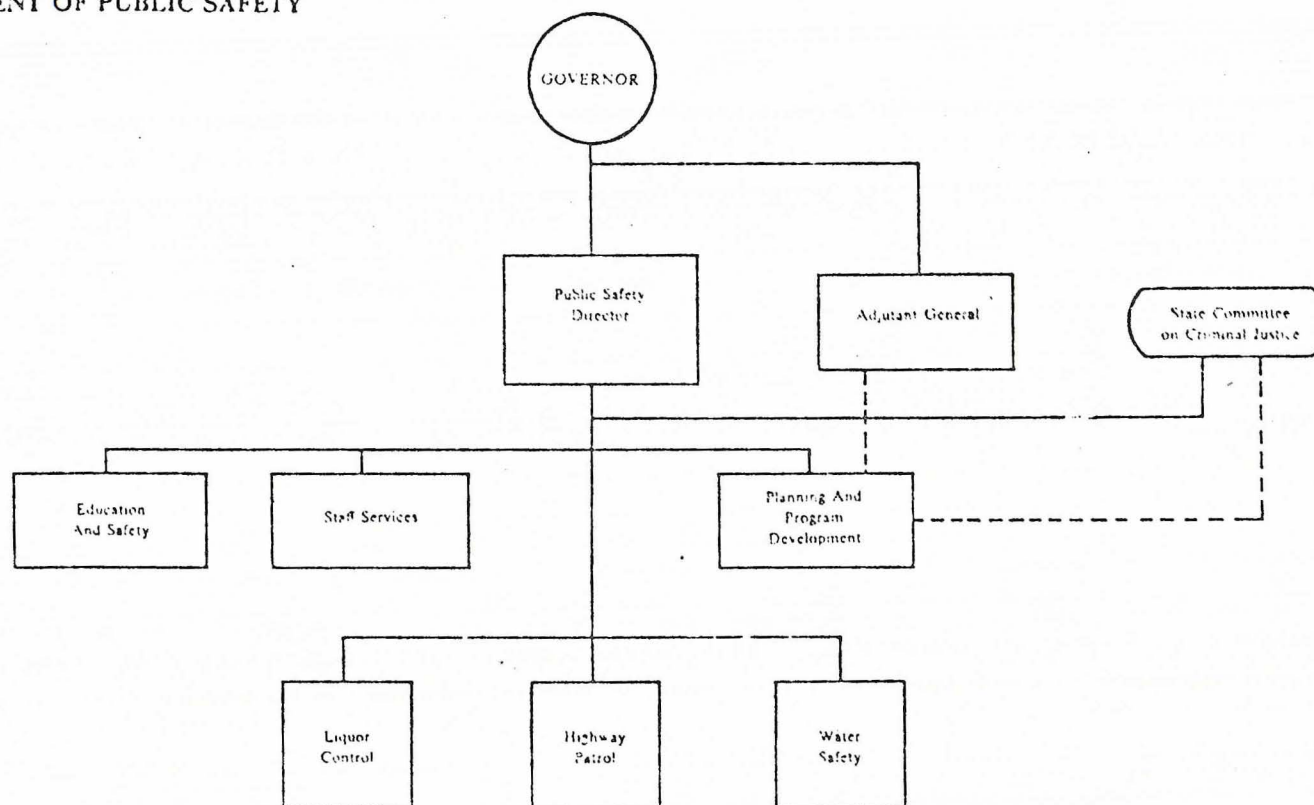 ENT OF PUBLIC SAFETY
GOVERNOR
Public Safety
Director
Adjutant General
State Committee
on Criminal Justice
Education
And Safety
Staff Services
Planning And
Program
Development
Liquor
Control
Highway
Patrol
Water
Safety